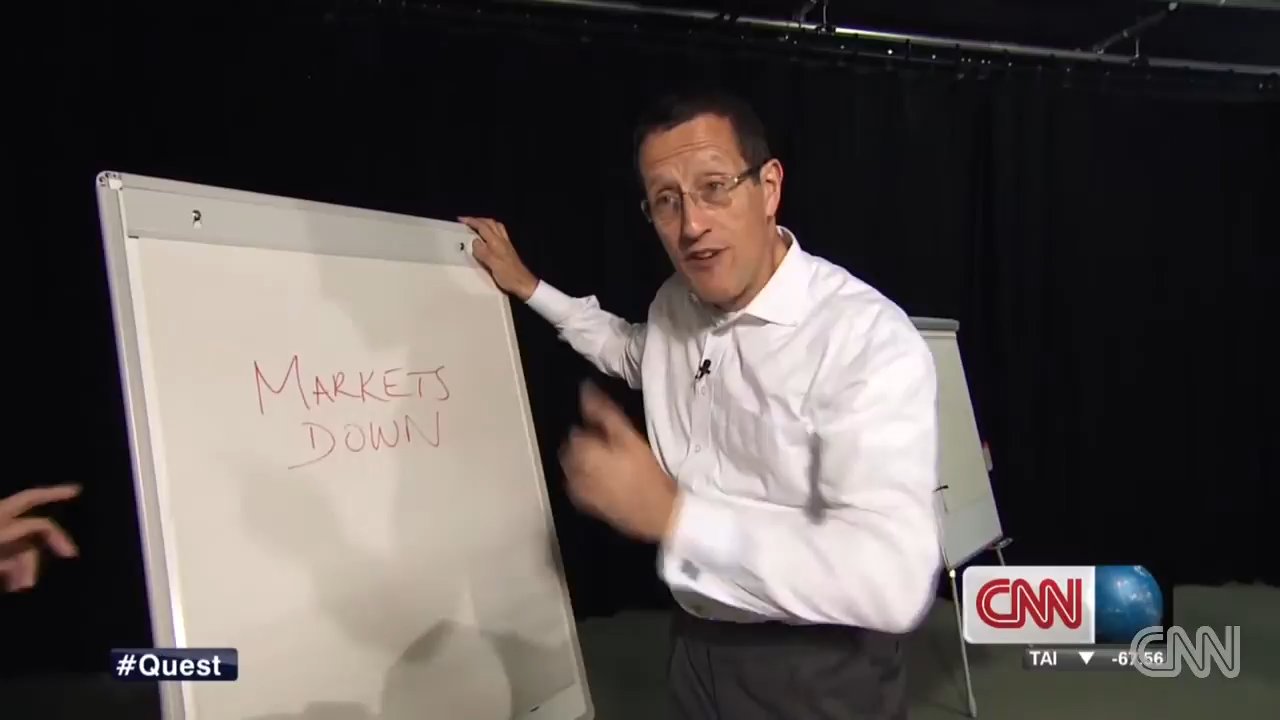 MARKETS
DOWN
#Quest
CNN
TAI ▼ -67.56
CNN